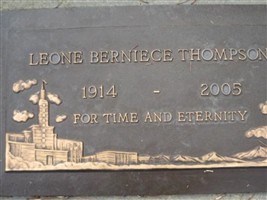 LEONE BERNIECE THOMPSON
1914 - 2005
FOR TIME AND ETERNITY